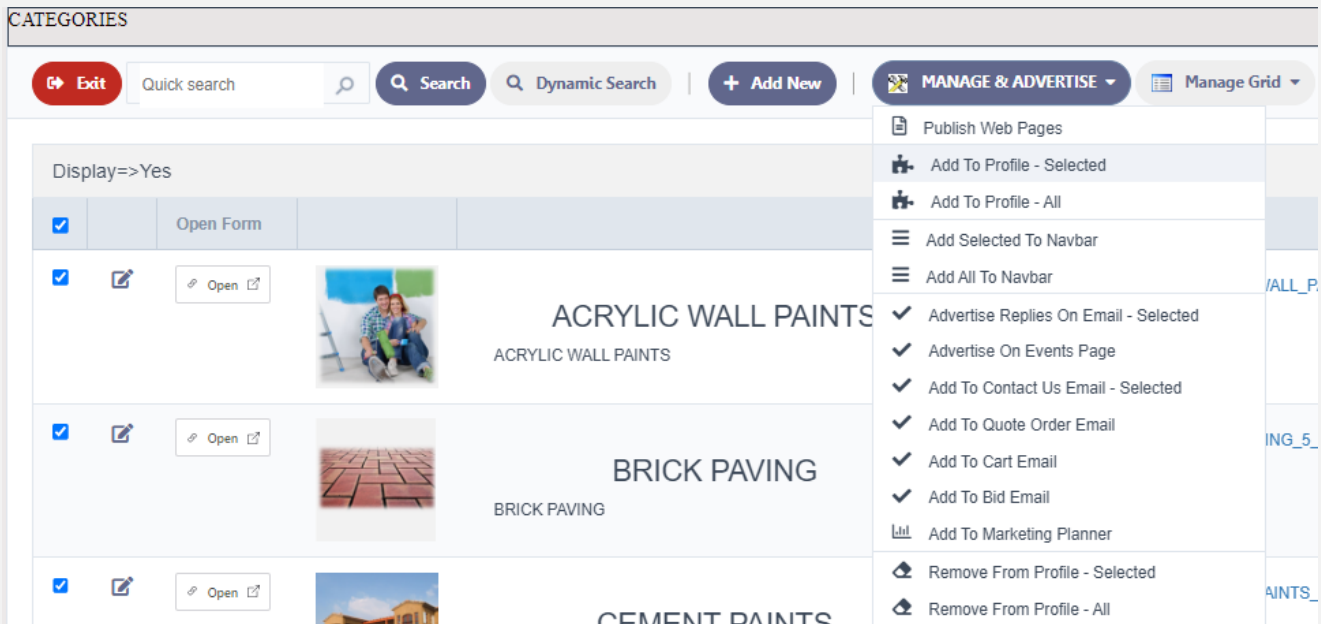 CATEGORIES
Exit Quick search Search Dynamic Search + Add New MANAGE & ADVERTISE Manage Grid
Publish Web Pages
Display=>Yes
Add To Profile - Selected
Add To Profile - All
Open Form
Add Selected To Navbar
Add All To Navbar
Open
ACRYLIC WALL PAINTS
ACRYLIC WALL PAINTS
Advertise Replies On Email - Selected
Advertise On Events Page
Add To Contact Us Email - Selected
Add To Quote Order Email
Open
BRICK PAVING
BRICK PAVING
ING_5_
Add To Cart Email
Add To Bid Email
Add To Marketing Planner
Remove From Profile - Selected
Open
CEMENT PAINTS
AINTS_
Remove From Profile - All